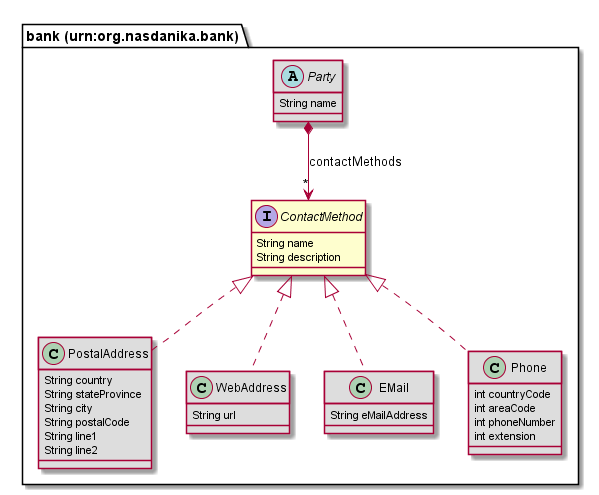 bank (urn:org.nasdanika.bank)
A Party
String name
contactMethods
*
I ContactMethod
String name
String description
C PostalAddress
String country
String stateProvince
String city
String postalCode
String line1
String line2
C WebAddress
String url
C EMail
String eMailAddress
C Phone
int countryCode
int areaCode
int phoneNumber
int extension